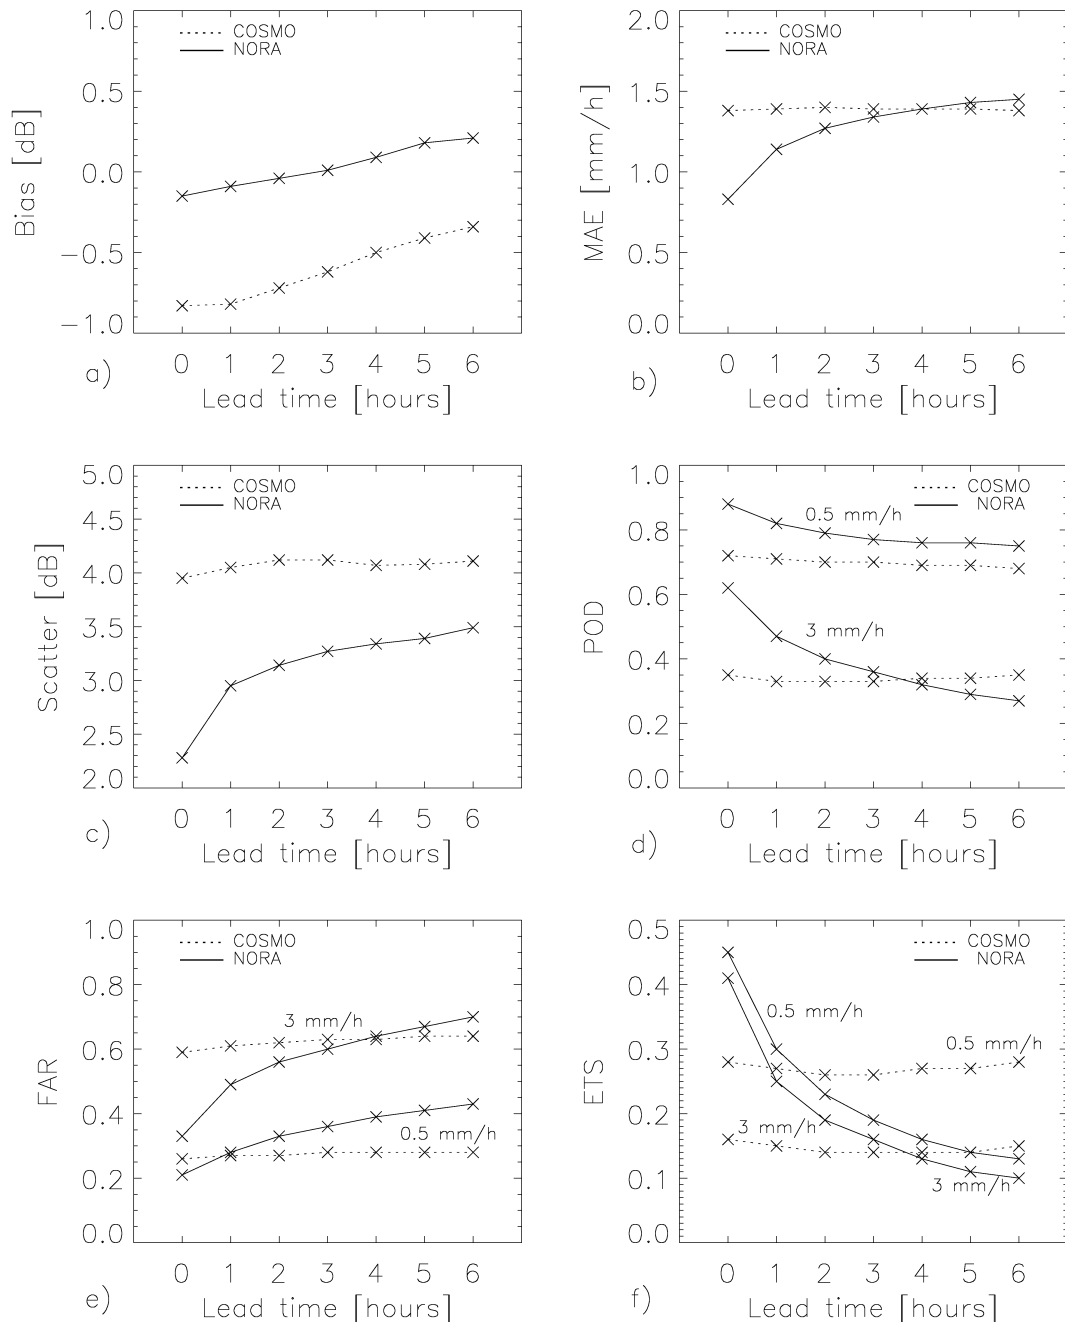 1.0
0.5
0.0
−0.5
−1.0
Bias [dB]
COSMO
NORA
0 1 2 3 4 5 6
Lead time [hours]
a)
2.0
1.5
1.0
0.5
0.0
MAE [mm/h]
COSMO
NORA
0 1 2 3 4 5 6
Lead time [hours]
b)
5.0
4.5
4.0
3.5
3.0
2.5
2.0
Scatter [dB]
COSMO
NORA
0 1 2 3 4 5 6
Lead time [hours]
c)
1.0
0.8
0.6
0.4
0.2
0.0
POD
COSMO
NORA
0.5 mm/h
3 mm/h
0 1 2 3 4 5 6
Lead time [hours]
d)
1.0
0.8
0.6
0.4
0.2
0.0
FAR
COSMO
NORA
3 mm/h
0.5 mm/h
0 1 2 3 4 5 6
Lead time [hours]
e)
0.5
0.4
0.3
0.2
0.1
0.0
ETS
COSMO
NORA
0.5 mm/h
0.5 mm/h
3 mm/h
3 mm/h
0 1 2 3 4 5 6
Lead time [hours]
f)